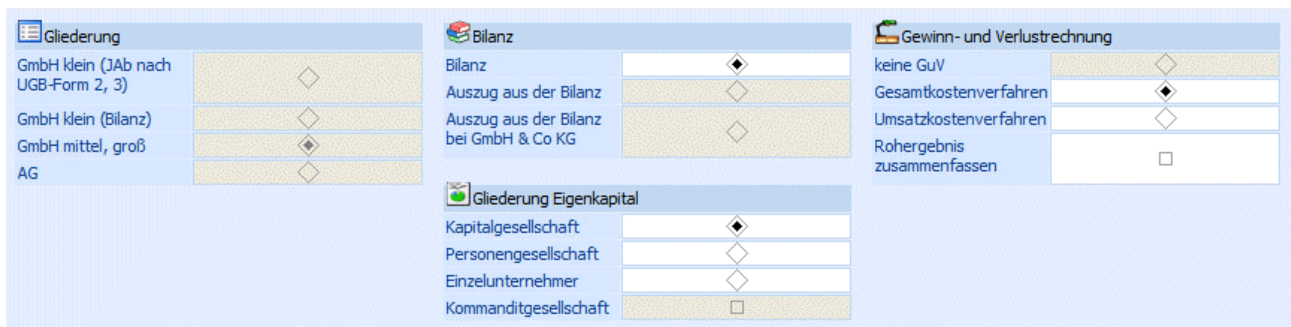 Gliederung
GmbH klein (JAb nach
UGB-Form 2, 3)
GmbH klein (Bilanz)
GmbH mittel, groß
AG
Bilanz
Bilanz
Auszug aus der Bilanz
Auszug aus der Bilanz
bei GmbH & Co KG
Gliederung Eigenkapital
Kapitalgesellschaft
Personengesellschaft
Einzelunternehmer
Kommanditgesellschaft
Gewinn- und Verlustrechnung
keine GuV
Gesamtkostenverfahren
Umsatzkostenverfahren
Rohergebnis
zusammenfassen